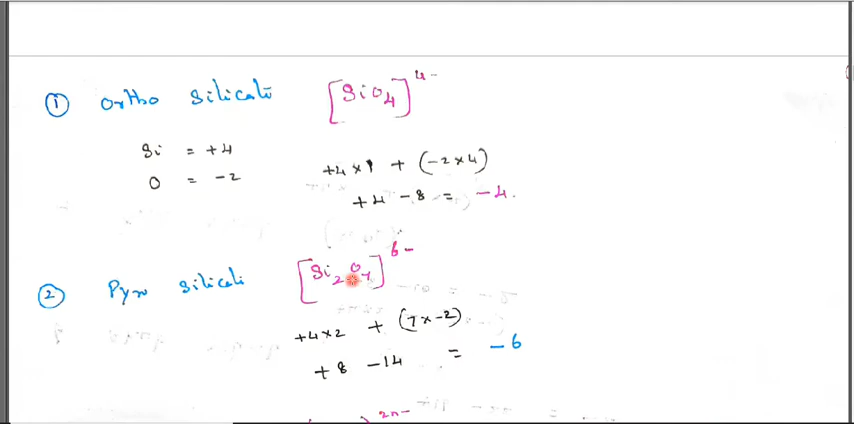 ① Ortho Silicate [SiO₄]⁴⁻
Si = +4
O = -2
+4 x 1 + (-2 x 4)
+4 - 8 = -4.
② Pyro Silicate [Si₂O₇]⁶⁻
+4 x 2 + (7 x -2)
+8 - 14 = -6
2n-